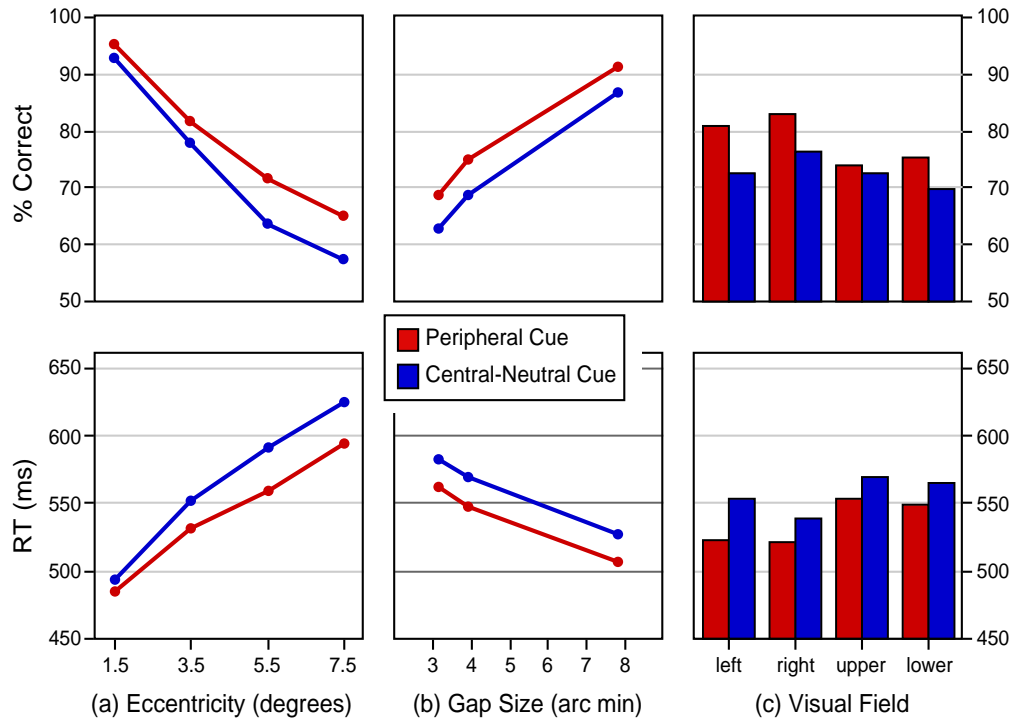 100
90
80
70
60
50
% Correct
100
90
80
70
60
50
Peripheral Cue
Central-Neutral Cue
650
600
550
500
450
RT (ms)
650
600
550
500
450
1.5 3.5 5.5 7.5
3 4 5 6 7 8
left right upper lower
(a) Eccentricity (degrees)
(b) Gap Size (arc min)
(c) Visual Field